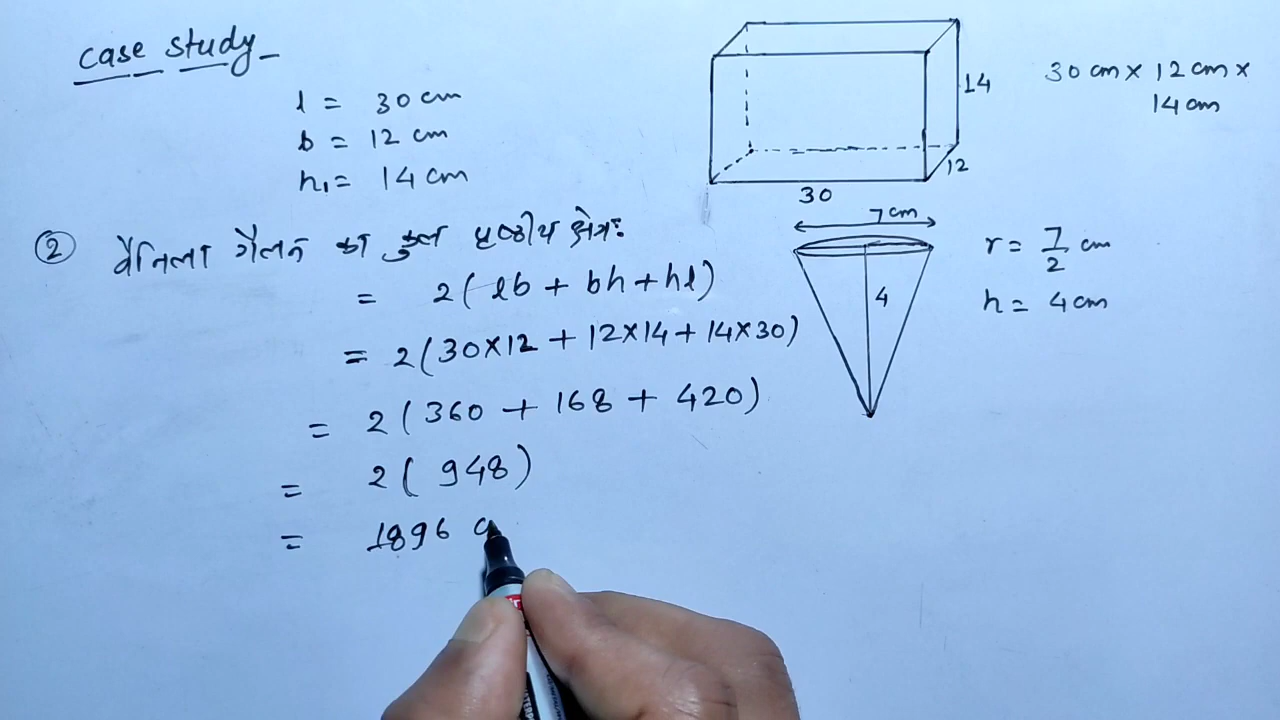 case study
l = 30 cm
b = 12 cm
h₁ = 14 cm
14
12
30
30 cm × 12 cm ×
14 cm
② वैनिला गैलन का कुल पृष्ठीय क्षेत्रः
= 2(lb + bh + hl)
= 2(30×12 + 12×14 + 14×30)
= 2(360 + 168 + 420)
= 2(948)
= 1896 c
7 cm
4
r = 7/2 cm
h = 4 cm